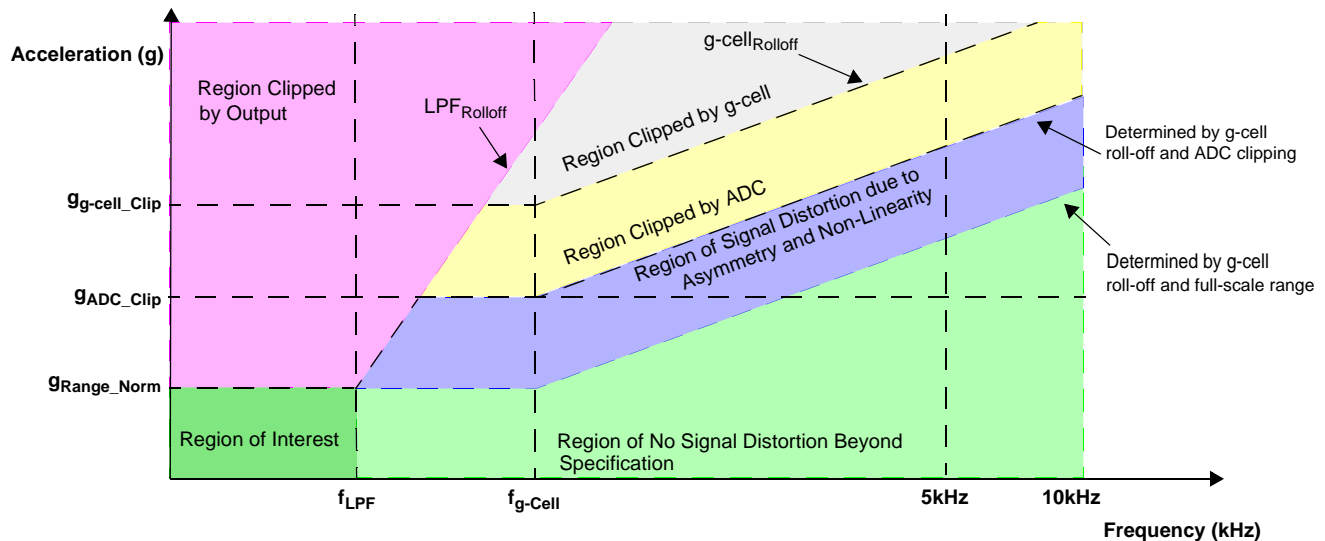 Acceleration (g)
Region Clipped
by Output
LPFRolloff
g-cellRolloff
Region Clipped by g-cell
Region Clipped by ADC
Region of Signal Distortion due to
Asymmetry and Non-Linearity
Determined by g-cell
roll-off and ADC clipping
Determined by g-cell
roll-off and full-scale range
gg-cell_Clip
gADC_Clip
gRange_Norm
Region of Interest
Region of No Signal Distortion Beyond
Specification
fLPF
fg-Cell
5kHz
10kHz
Frequency (kHz)